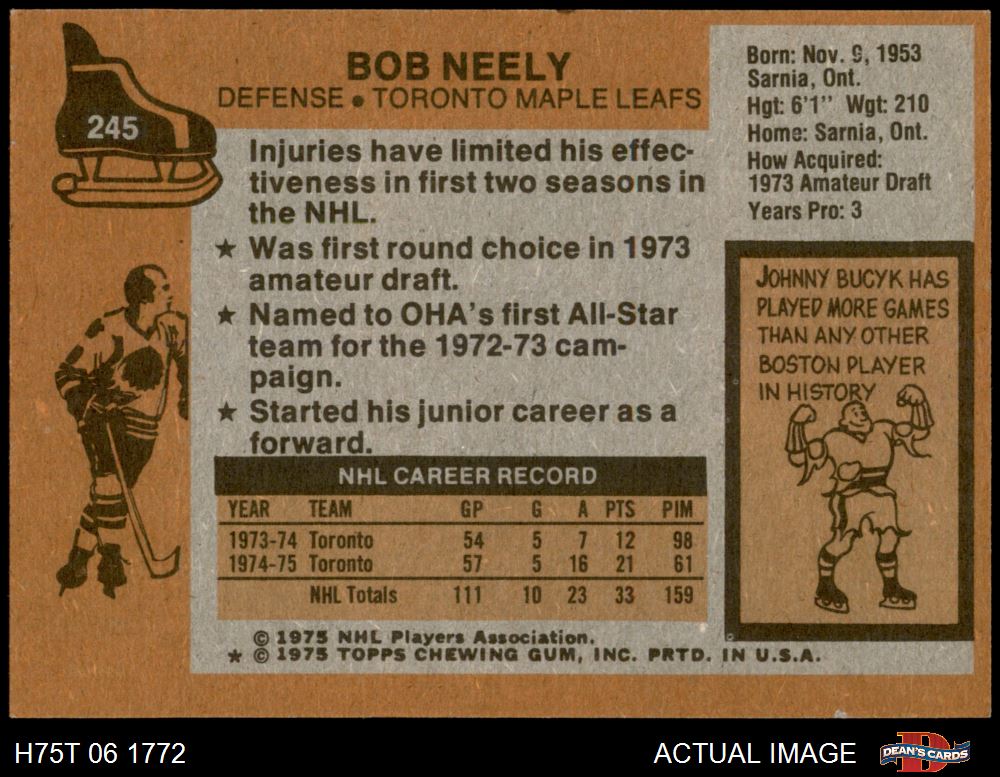 245
BOB NEELY
DEFENSE • TORONTO MAPLE LEAFS
Injuries have limited his effec-
tiveness in first two seasons in
the NHL.
★ Was first round choice in 1973
amateur draft.
★ Named to OHA's first All-Star
team for the 1972-73 cam-
paign.
★ Started his junior career as a
forward.
Born: Nov. 9, 1953
Sarnia, Ont.
Hgt: 6'1" Wgt: 210
Home: Sarnia, Ont.
How Acquired:
1973 Amateur Draft
Years Pro: 3
JOHNNY BUCYK HAS
PLAYED MORE GAMES
THAN ANY OTHER
BOSTON PLAYER
IN HISTORY
NHL CAREER RECORD
YEAR TEAM GP G A PTS PIM
1973-74 Toronto 54 5 7 12 98
1974-75 Toronto 57 5 16 21 61
NHL Totals 111 10 23 33 159
© 1975 NHL Players Association.
★ © 1975 TOPPS CHEWING GUM, INC. PRTD. IN U.S.A.
H75T 06 1772
ACTUAL IMAGE
D
DEAN'S CARDS